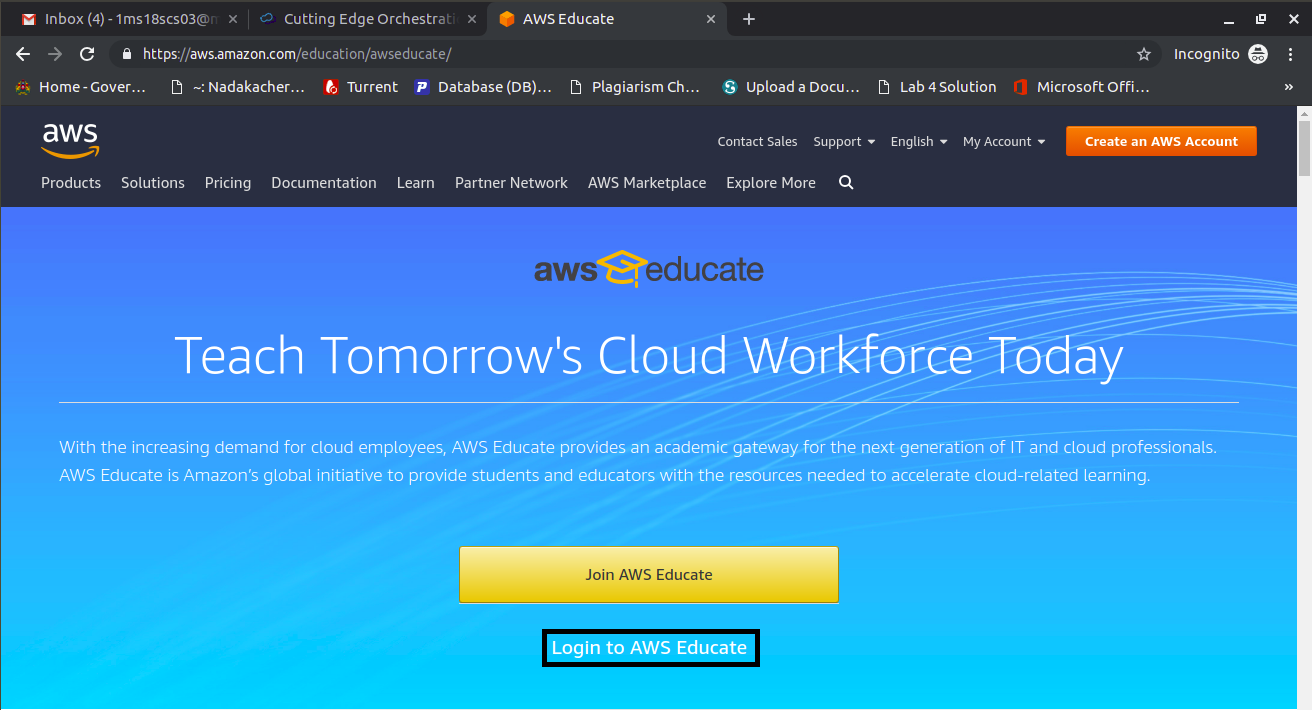 Inbox (4) - 1ms18scs03@m
Cutting Edge Orchestrati
AWS Educate
https://aws.amazon.com/education/awseducate/
Incognito
Home - Gover...
~: Nadakacher...
Turrent
Database (DB)...
Plagiarism Ch...
Upload a Docu...
Lab 4 Solution
Microsoft Offi...
»
aws
Contact Sales
Support
English
My Account
Create an AWS Account
Products
Solutions
Pricing
Documentation
Learn
Partner Network
AWS Marketplace
Explore More
aws educate
Teach Tomorrow's Cloud Workforce Today
With the increasing demand for cloud employees, AWS Educate provides an academic gateway for the next generation of IT and cloud professionals.
AWS Educate is Amazon's global initiative to provide students and educators with the resources needed to accelerate cloud-related learning.
Join AWS Educate
Login to AWS Educate